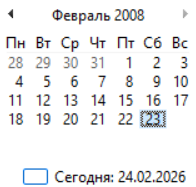 Февраль 2008
Пн Вт Ср Чт Пт Сб Вс
28 29 30 31 1 2 3
4 5 6 7 8 9 10
11 12 13 14 15 16 17
18 19 20 21 22 23
Сегодня: 24.02.2026